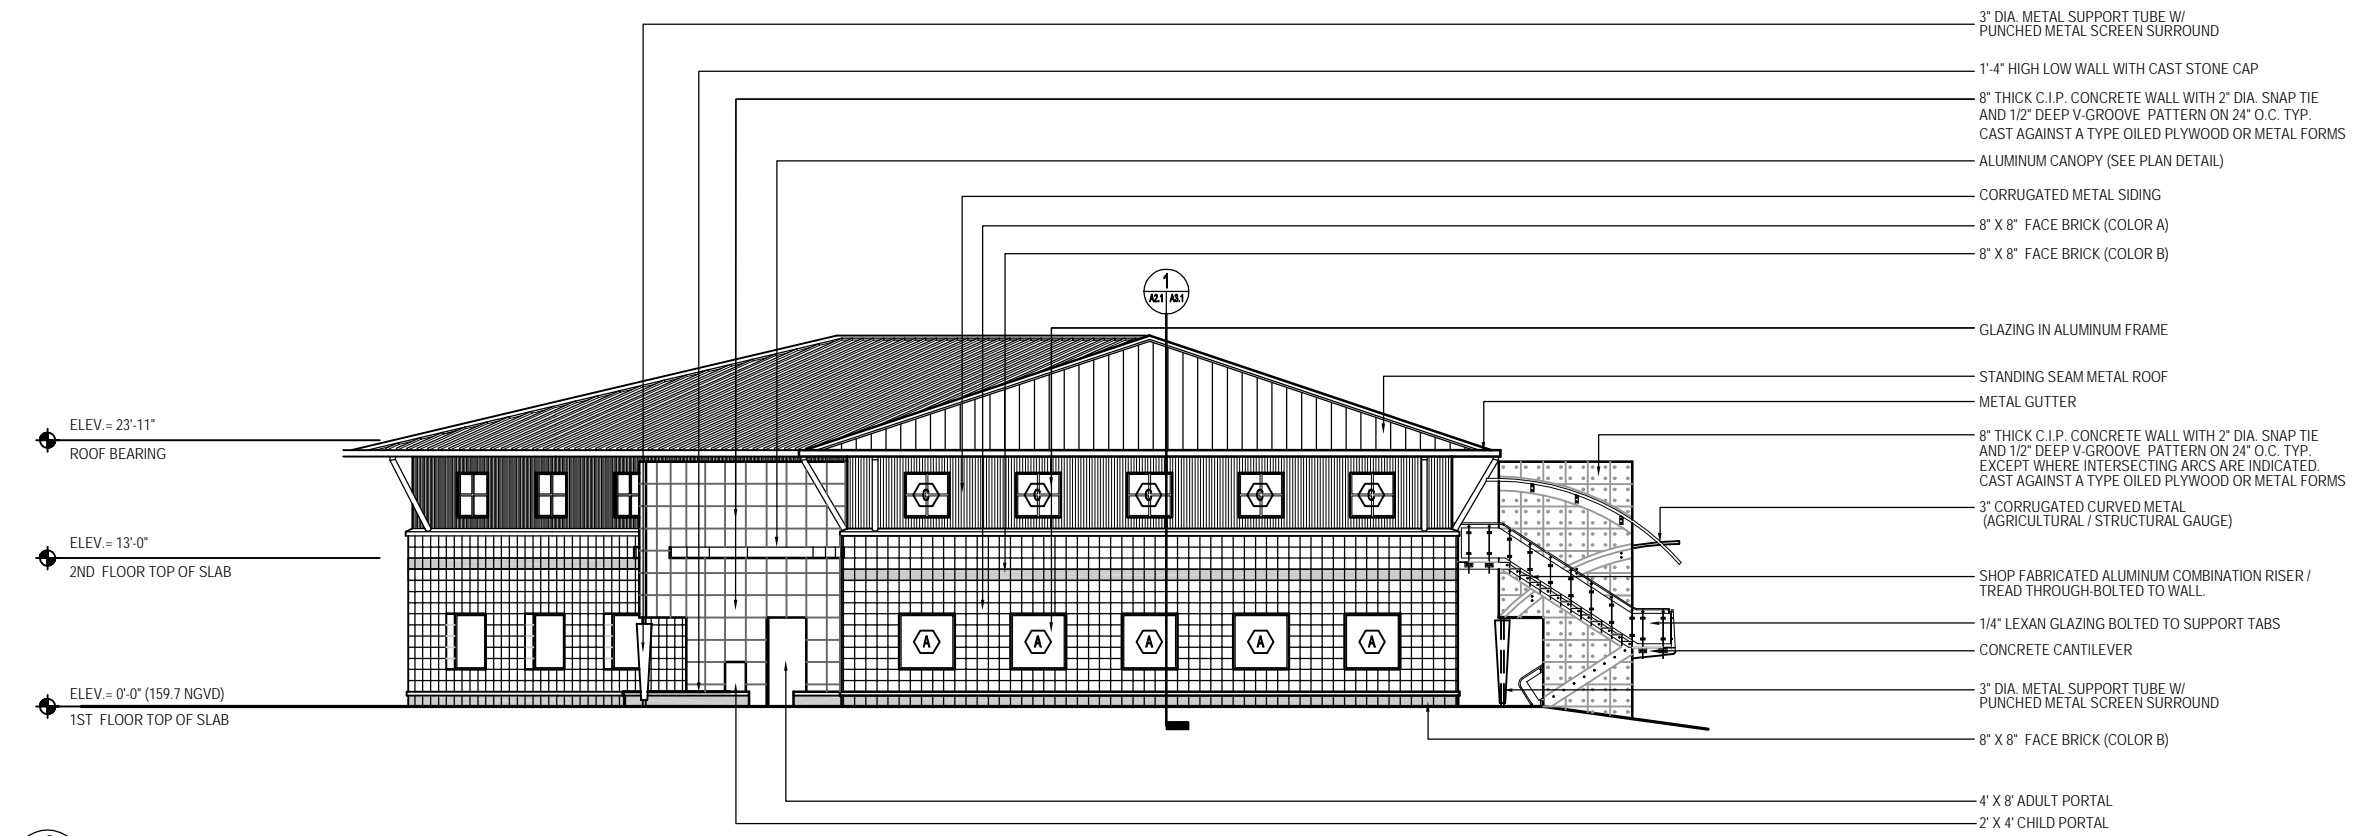 3" DIA. METAL SUPPORT TUBE W/
PUNCHED METAL SCREEN SURROUND
1'-4" HIGH LOW WALL WITH CAST STONE CAP
8" THICK C.I.P. CONCRETE WALL WITH 2" DIA. SNAP TIE
AND 1/2" DEEP V-GROOVE PATTERN ON 24" O.C. TYP.
CAST AGAINST A TYPE OILED PLYWOOD OR METAL FORMS
ALUMINUM CANOPY (SEE PLAN DETAIL)
CORRUGATED METAL SIDING
8" X 8" FACE BRICK (COLOR A)
8" X 8" FACE BRICK (COLOR B)
1
A2.1 A3.1
GLAZING IN ALUMINUM FRAME
STANDING SEAM METAL ROOF
METAL GUTTER
ELEV.= 23'-11"
ROOF BEARING
8" THICK C.I.P. CONCRETE WALL WITH 2" DIA. SNAP TIE
AND 1/2" DEEP V-GROOVE PATTERN ON 24" O.C. TYP.
EXCEPT WHERE INTERSECTING ARCS ARE INDICATED.
CAST AGAINST A TYPE OILED PLYWOOD OR METAL FORMS
C C C C C
3" CORRUGATED CURVED METAL
(AGRICULTURAL / STRUCTURAL GAUGE)
ELEV.= 13'-0"
2ND FLOOR TOP OF SLAB
SHOP FABRICATED ALUMINUM COMBINATION RISER /
TREAD THROUGH-BOLTED TO WALL.
1/4" LEXAN GLAZING BOLTED TO SUPPORT TABS
A A A A A
CONCRETE CANTILEVER
ELEV.= 0'-0" (159.7 NGVD)
1ST FLOOR TOP OF SLAB
3" DIA. METAL SUPPORT TUBE W/
PUNCHED METAL SCREEN SURROUND
8" X 8" FACE BRICK (COLOR B)
4' X 8' ADULT PORTAL
2' X 4' CHILD PORTAL